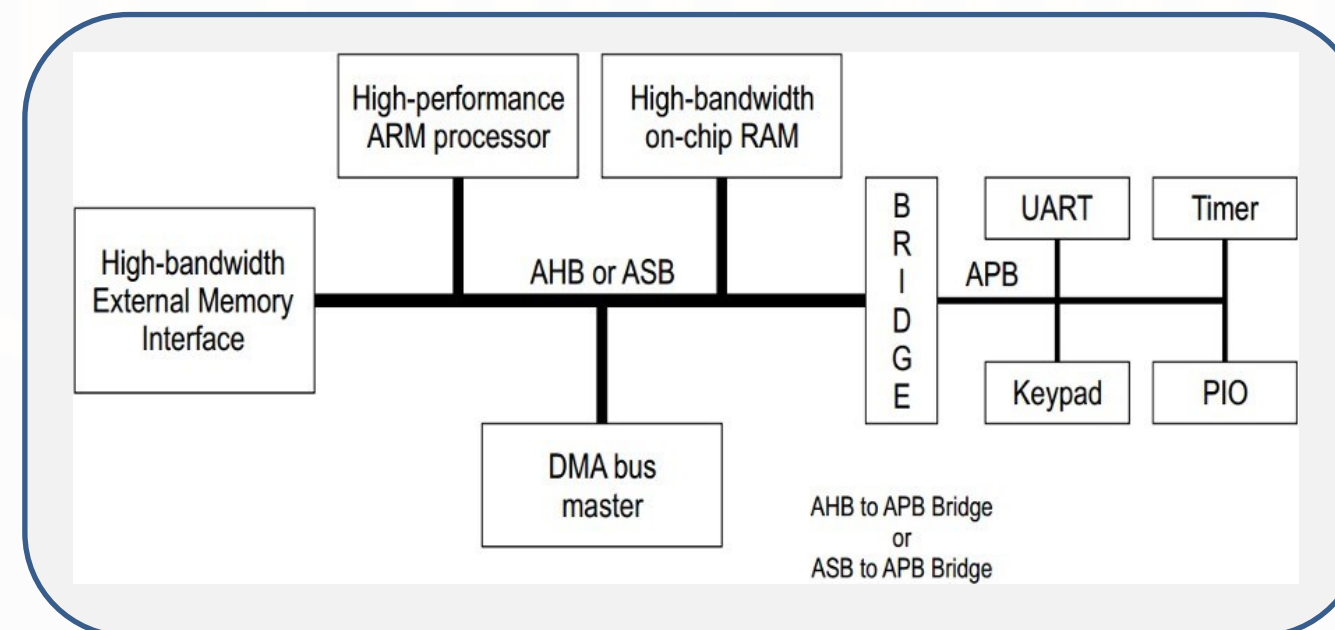 High-performance
ARM processor
High-bandwidth
on-chip RAM
High-bandwidth
External Memory
Interface
AHB or ASB
B
R
I
D
G
E
APB
UART
Timer
Keypad
PIO
DMA bus
master
AHB to APB Bridge
or
ASB to APB Bridge